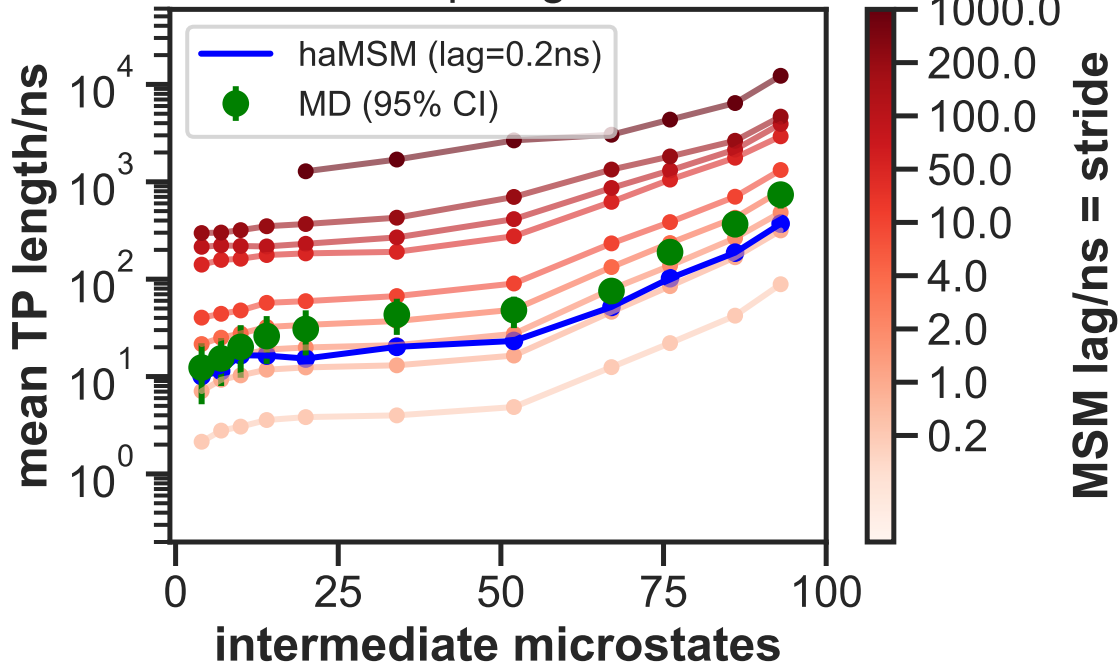 haMSM (lag=0.2ns)
MD (95% CI)
mean TP length/ns
10^4
10^3
10^2
10^1
10^0
0 25 50 75 100
intermediate microstates
1000.0
200.0
100.0
50.0
10.0
4.0
2.0
1.0
0.2
MSM lag/ns = stride